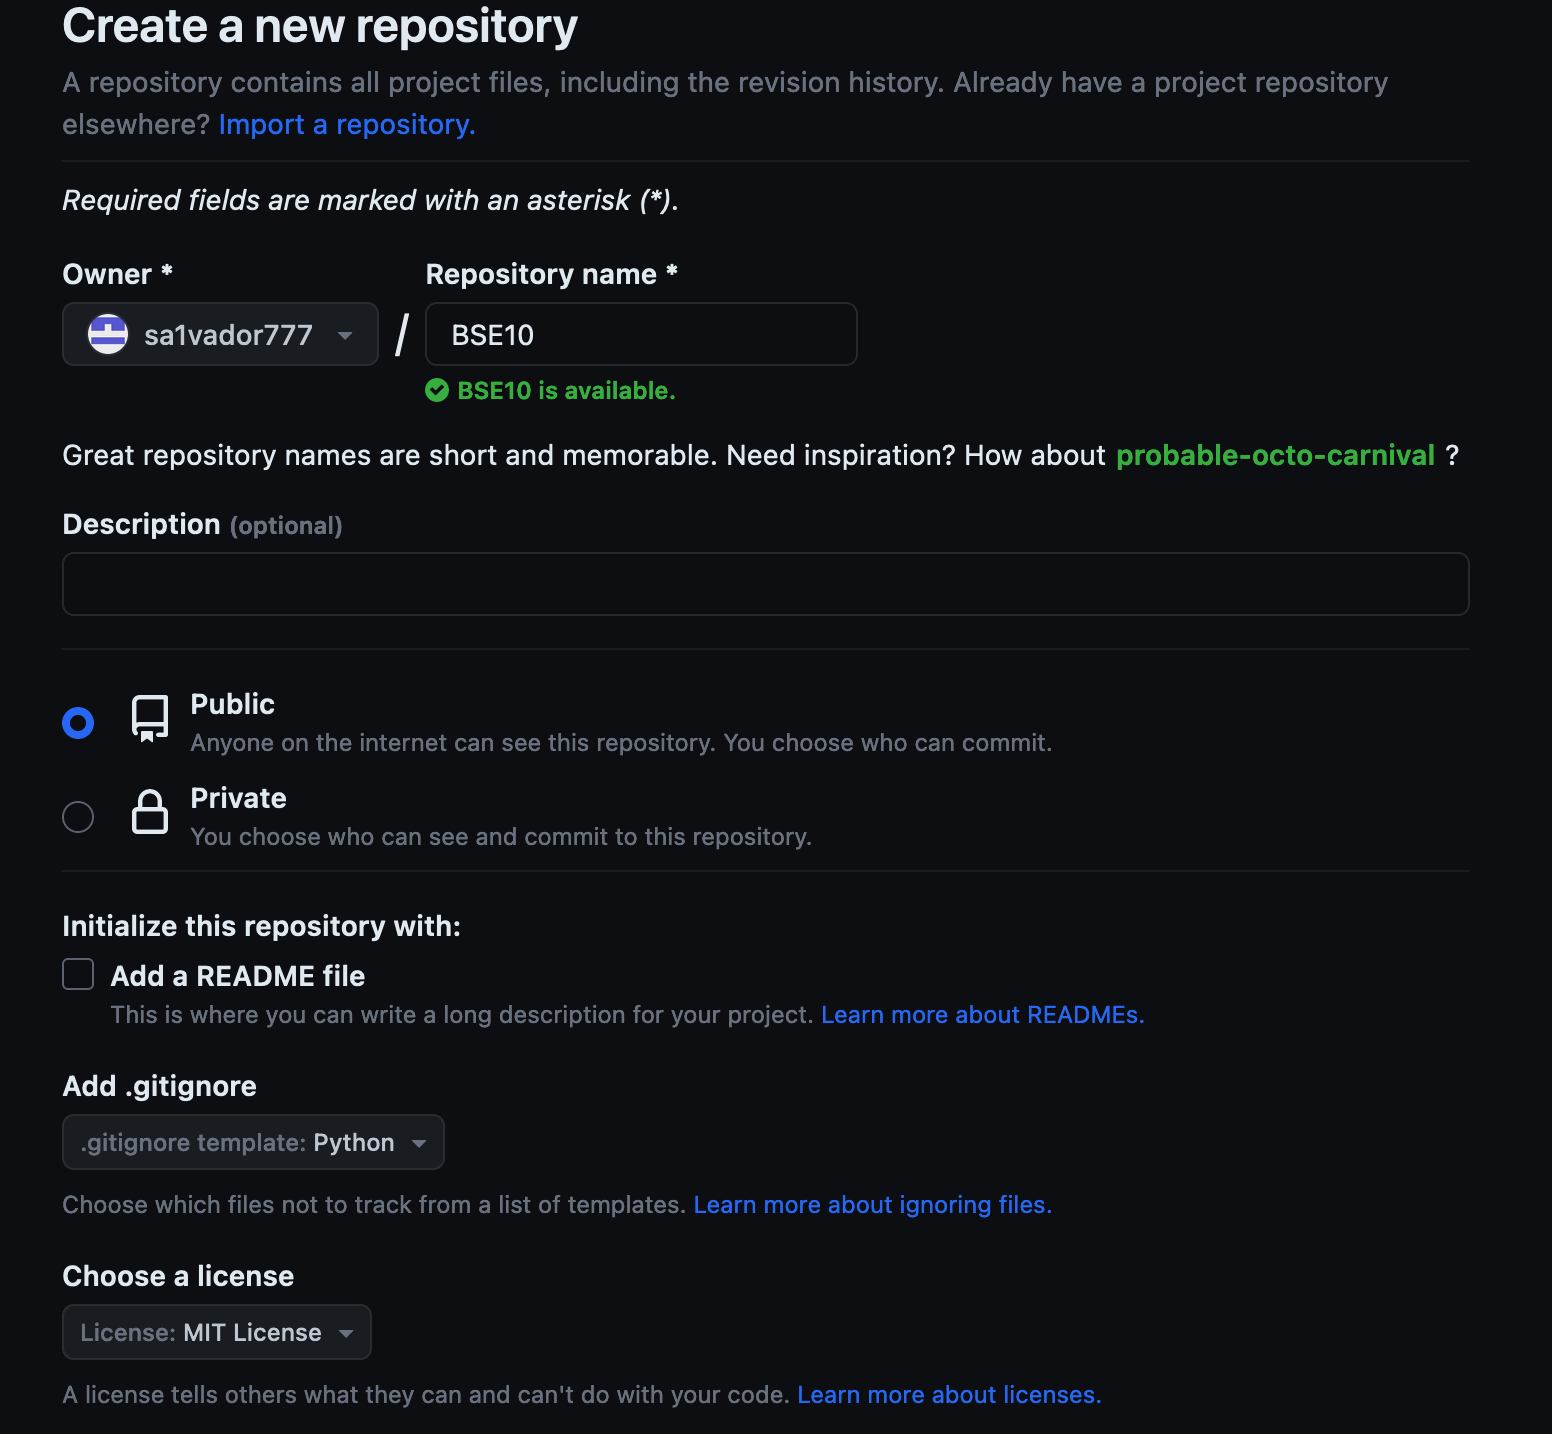 Create a new repository
A repository contains all project files, including the revision history. Already have a project repository
elsewhere? Import a repository.
Required fields are marked with an asterisk (*).
Owner *
Repository name *
sa1vador777
/
BSE10
BSE10 is available.
Great repository names are short and memorable. Need inspiration? How about probable-octo-carnival ?
Description (optional)
Public
Anyone on the internet can see this repository. You choose who can commit.
Private
You choose who can see and commit to this repository.
Initialize this repository with:
Add a README file
This is where you can write a long description for your project. Learn more about READMEs.
Add .gitignore
.gitignore template: Python
Choose which files not to track from a list of templates. Learn more about ignoring files.
Choose a license
License: MIT License
A license tells others what they can and can't do with your code. Learn more about licenses.